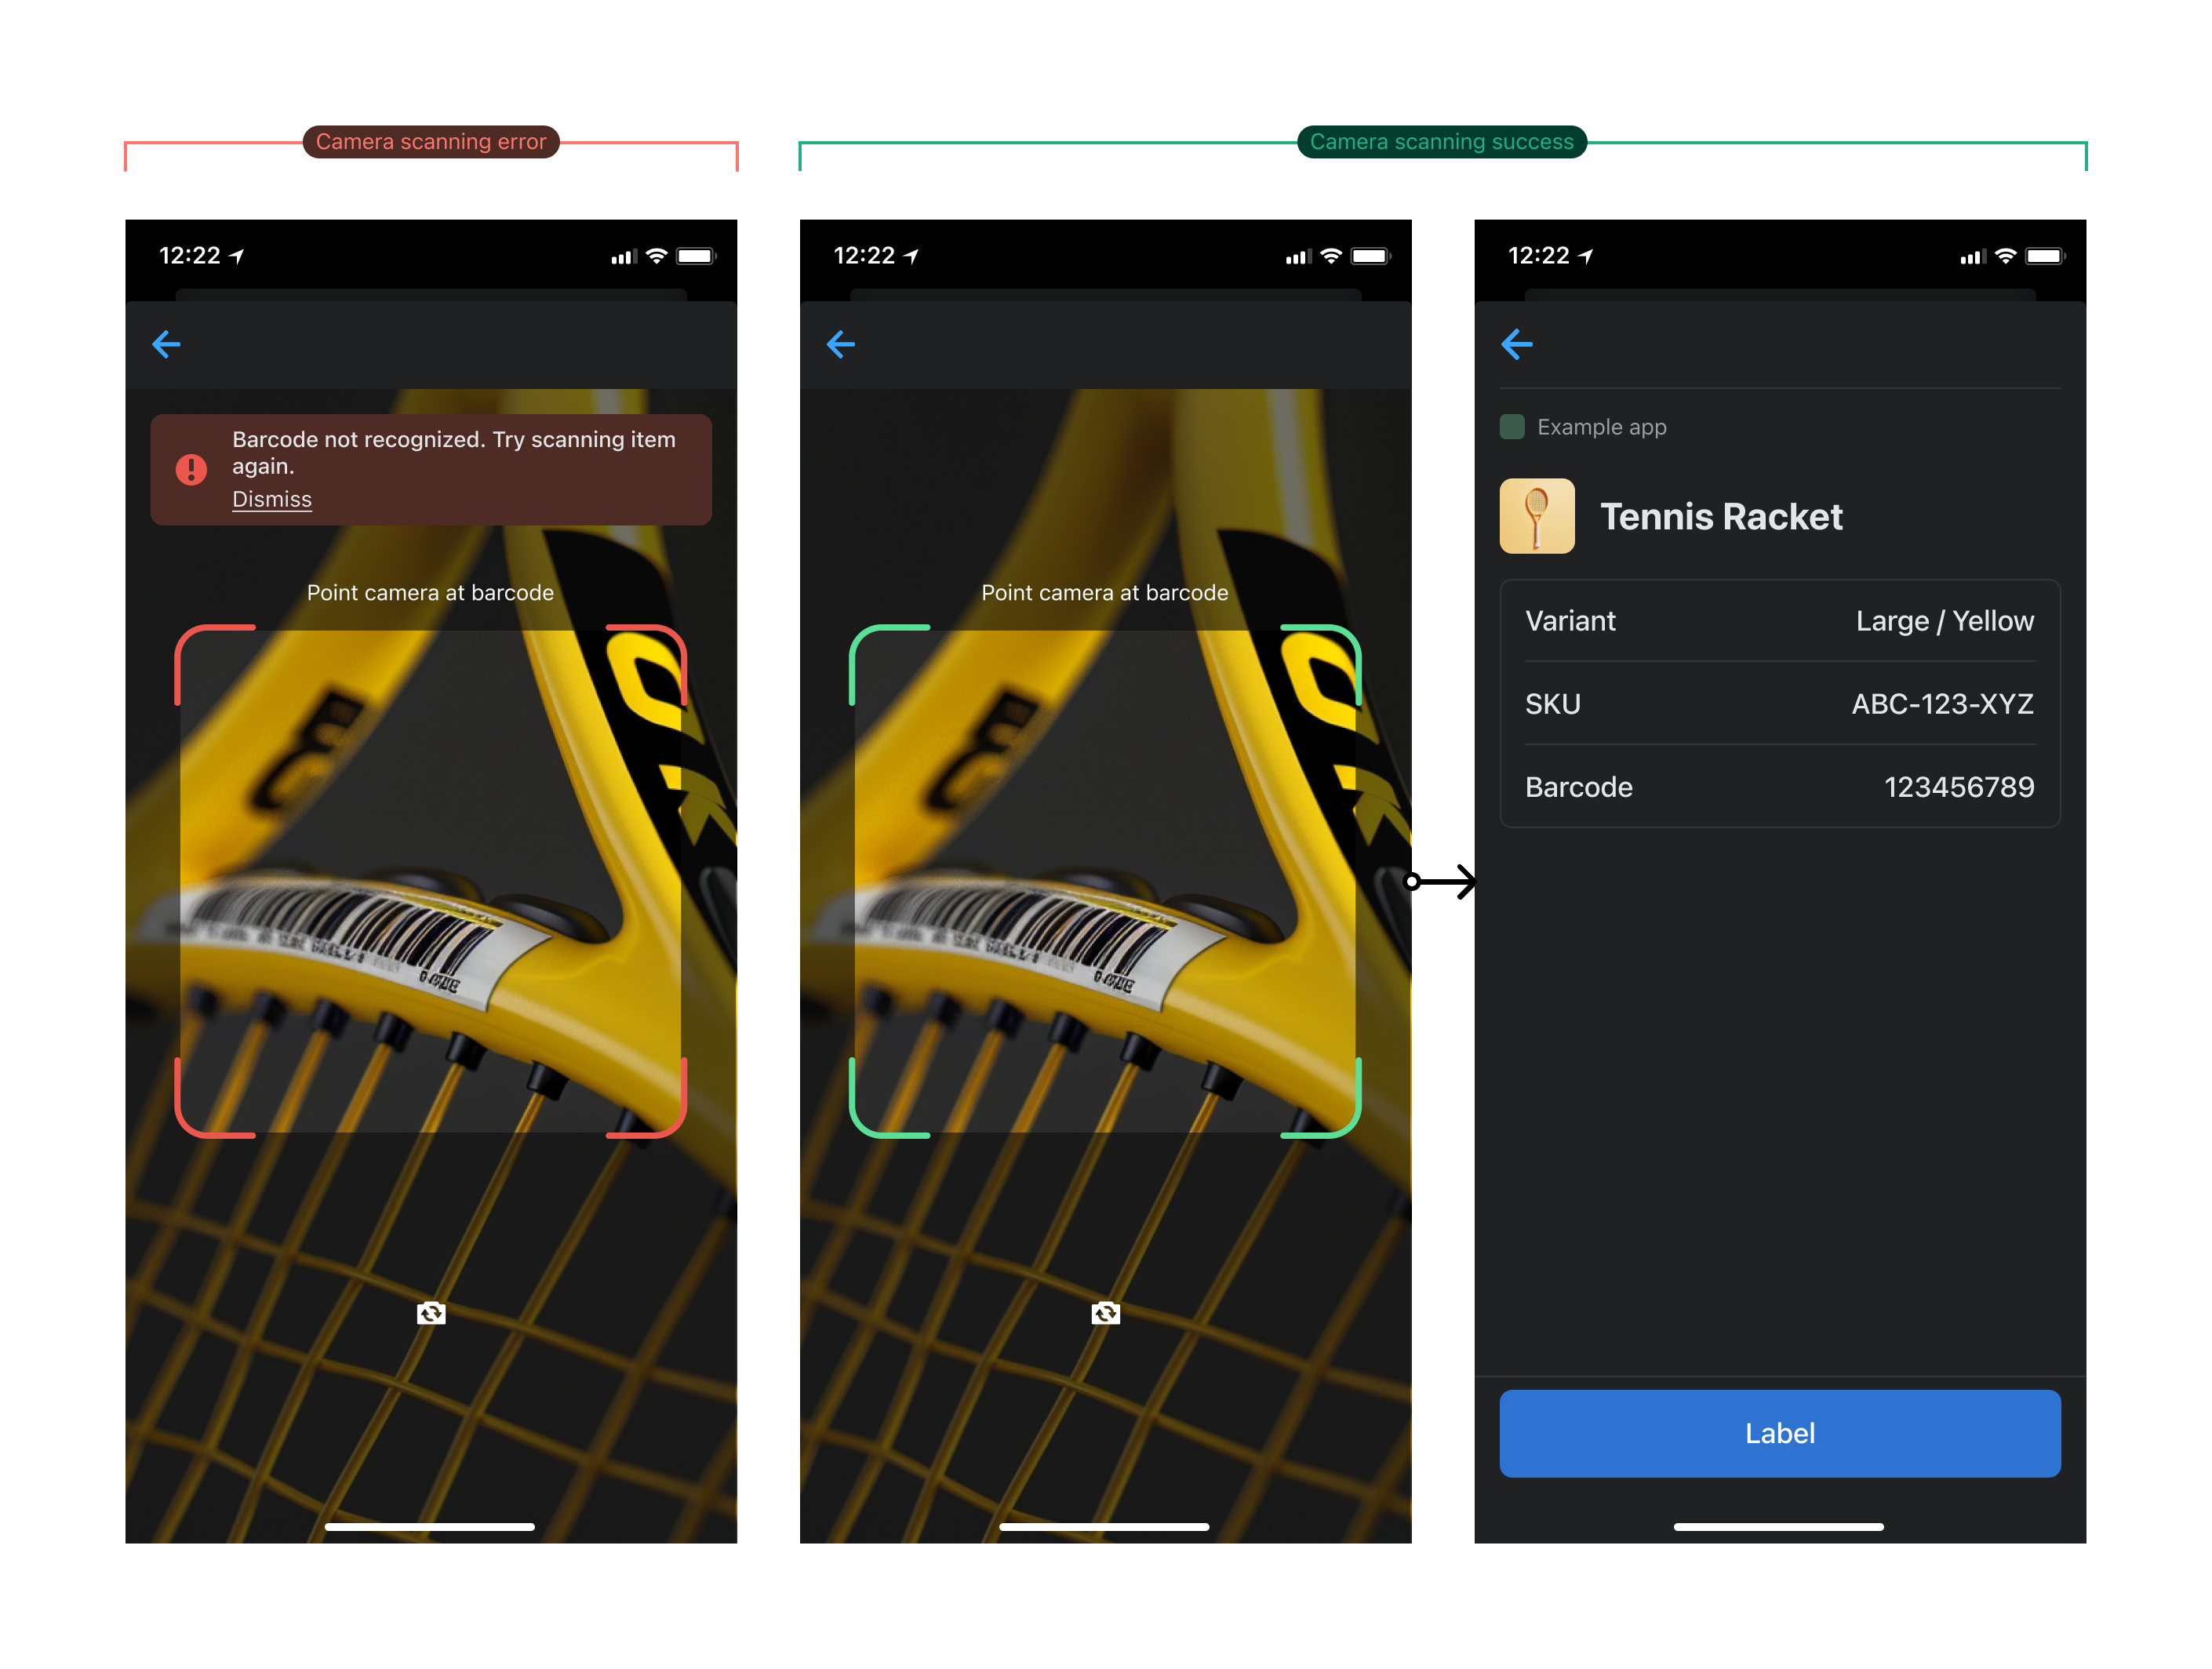 Camera scanning error
Camera scanning success
12:22
Barcode not recognized. Try scanning item
again.
Dismiss
Point camera at barcode
12:22
Point camera at barcode
12:22
Example app
Tennis Racket
Variant Large / Yellow
SKU ABC-123-XYZ
Barcode 123456789
Label